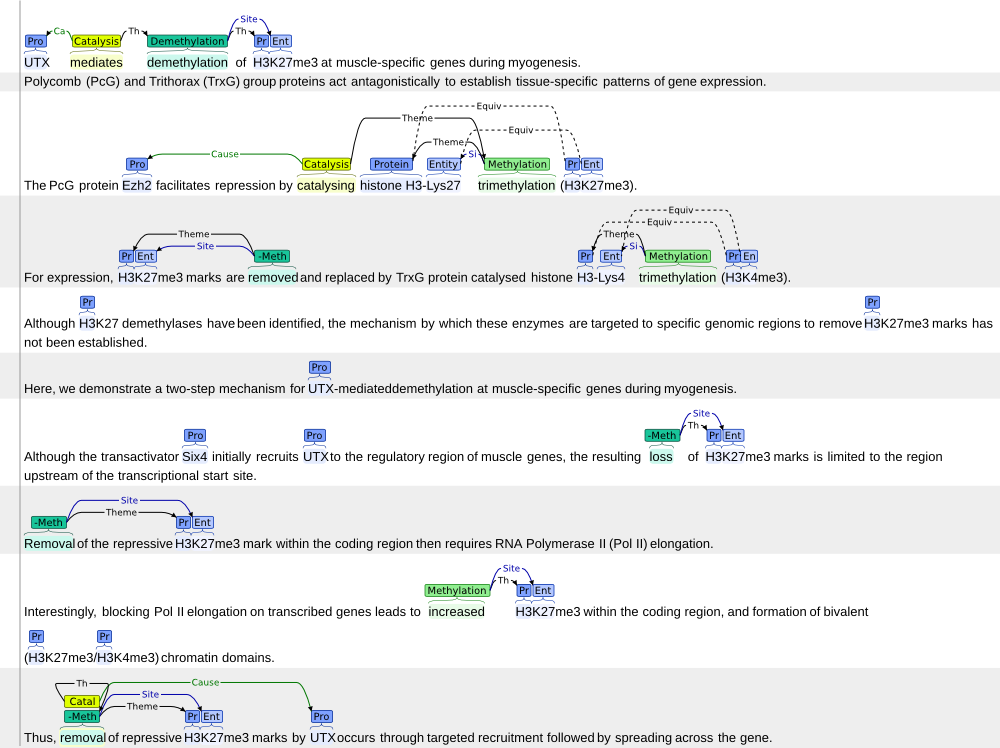 Ca Th Site Th
Pro Catalysis Demethylation Pr Ent
UTX mediates demethylation of H3K27me3 at muscle-specific genes during myogenesis.
Polycomb (PcG) and Trithorax (TrxG) group proteins act antagonistically to establish tissue-specific patterns of gene expression.
Equiv
Theme
Equiv
Theme
Cause Si
Pro Catalysis Protein Entity Methylation Pr Ent
The PcG protein Ezh2 facilitates repression by catalysing histone H3-Lys27 trimethylation (H3K27me3).
Equiv
Equiv
Theme Theme
Site Si
Pr Ent -Meth Pr Ent Methylation Pr En
For expression, H3K27me3 marks are removed and replaced by TrxG protein catalysed histone H3-Lys4 trimethylation (H3K4me3).
Pr Pr
Although H3K27 demethylases have been identified, the mechanism by which these enzymes are targeted to specific genomic regions to remove H3K27me3 marks has
not been established.
Pro
Here, we demonstrate a two-step mechanism for UTX-mediateddemethylation at muscle-specific genes during myogenesis.
Site
Th
Pro Pro -Meth Pr Ent
Although the transactivator Six4 initially recruits UTX to the regulatory region of muscle genes, the resulting loss of H3K27me3 marks is limited to the region
upstream of the transcriptional start site.
Site
Theme
-Meth Pr Ent
Removal of the repressive H3K27me3 mark within the coding region then requires RNA Polymerase II (Pol II) elongation.
Site
Th
Methylation Pr Ent
Interestingly, blocking Pol II elongation on transcribed genes leads to increased H3K27me3 within the coding region, and formation of bivalent
Pr Pr
(H3K27me3/H3K4me3) chromatin domains.
Th Cause
Site
Catal
Theme
-Meth Pr Ent Pro
Thus, removal of repressive H3K27me3 marks by UTX occurs through targeted recruitment followed by spreading across the gene.